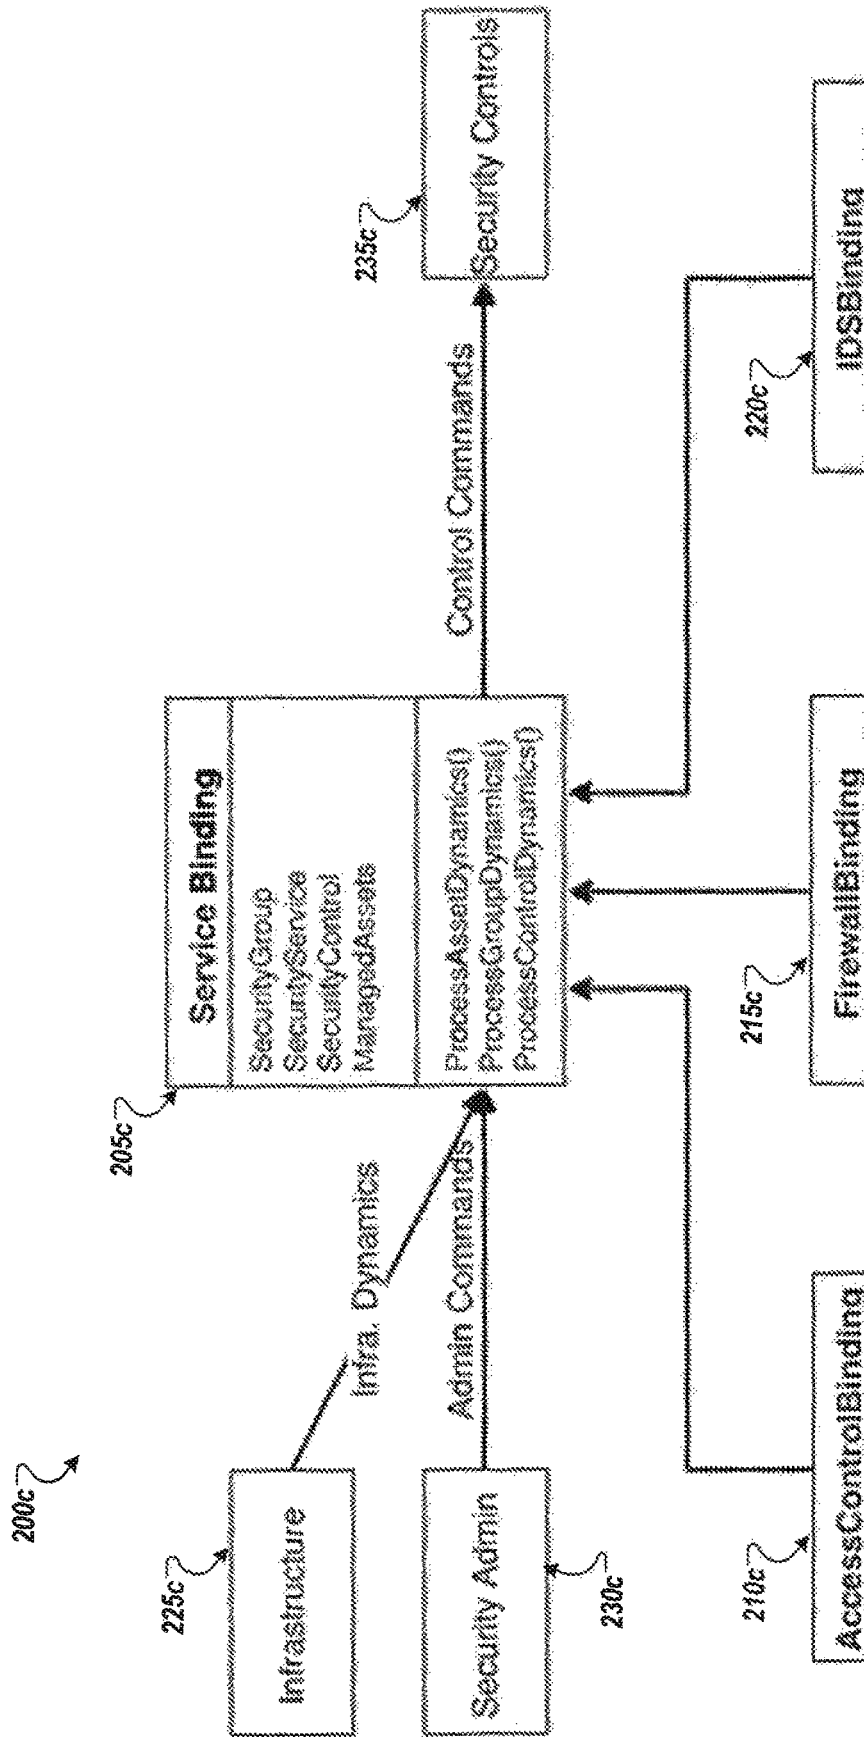 200c
225c
Infrastructure
Infra. Dynamics
205c
Service Binding
SecurityGroup
SecurityService
SecurityControl
ManagedAssets
ProcessAssetDynamics()
ProcessGroupDynamics()
ProcessControlDynamics()
Security Admin
230c
Admin Commands
Control Commands
235c
Security Controls
210c
AccessControlBinding
215c
FirewallBinding
220c
IDSBinding